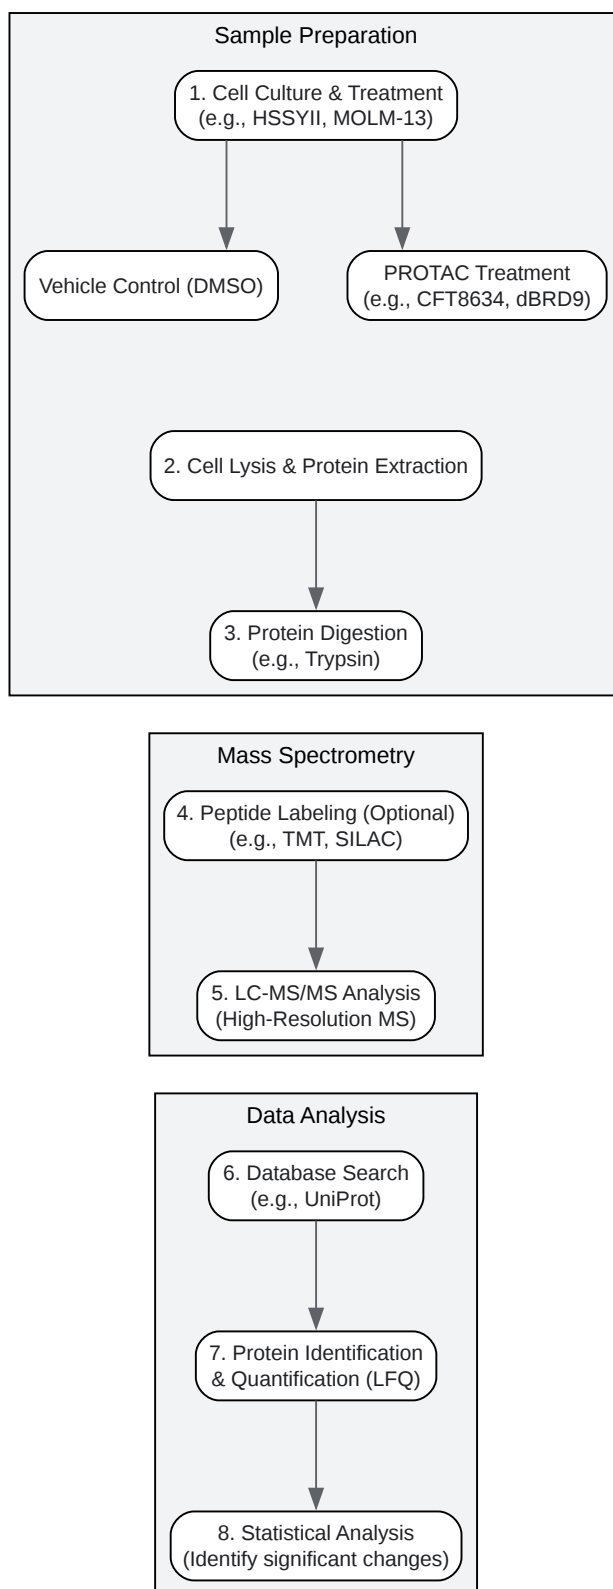 Sample Preparation
1. Cell Culture & Treatment
(e.g., HSSYII, MOLM-13)
Vehicle Control (DMSO)
PROTAC Treatment
(e.g., CFT8634, dBRD9)
2. Cell Lysis & Protein Extraction
3. Protein Digestion
(e.g., Trypsin)
Mass Spectrometry
4. Peptide Labeling (Optional)
(e.g., TMT, SILAC)
5. LC-MS/MS Analysis
(High-Resolution MS)
Data Analysis
6. Database Search
(e.g., UniProt)
7. Protein Identification
& Quantification (LFQ)
8. Statistical Analysis
(Identify significant changes)